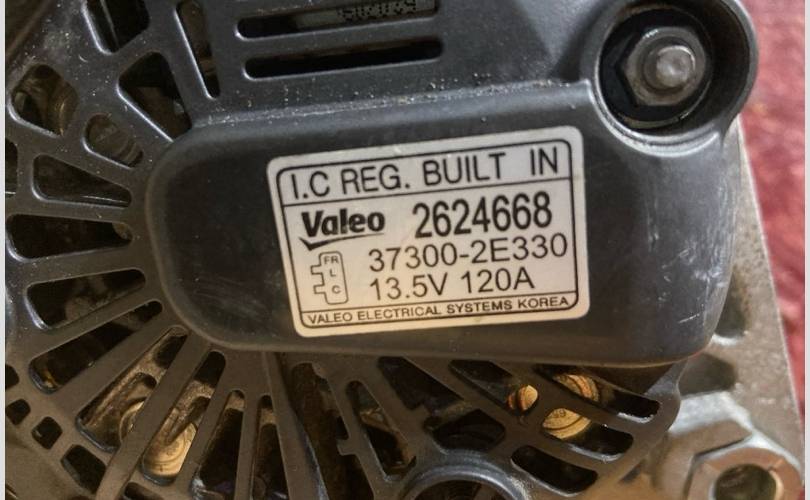 I.C REG. BUILT IN
Valeo 2624668
37300-2E330
FR
L
C
13.5V 120A
VALEO ELECTRICAL SYSTEMS KOREA